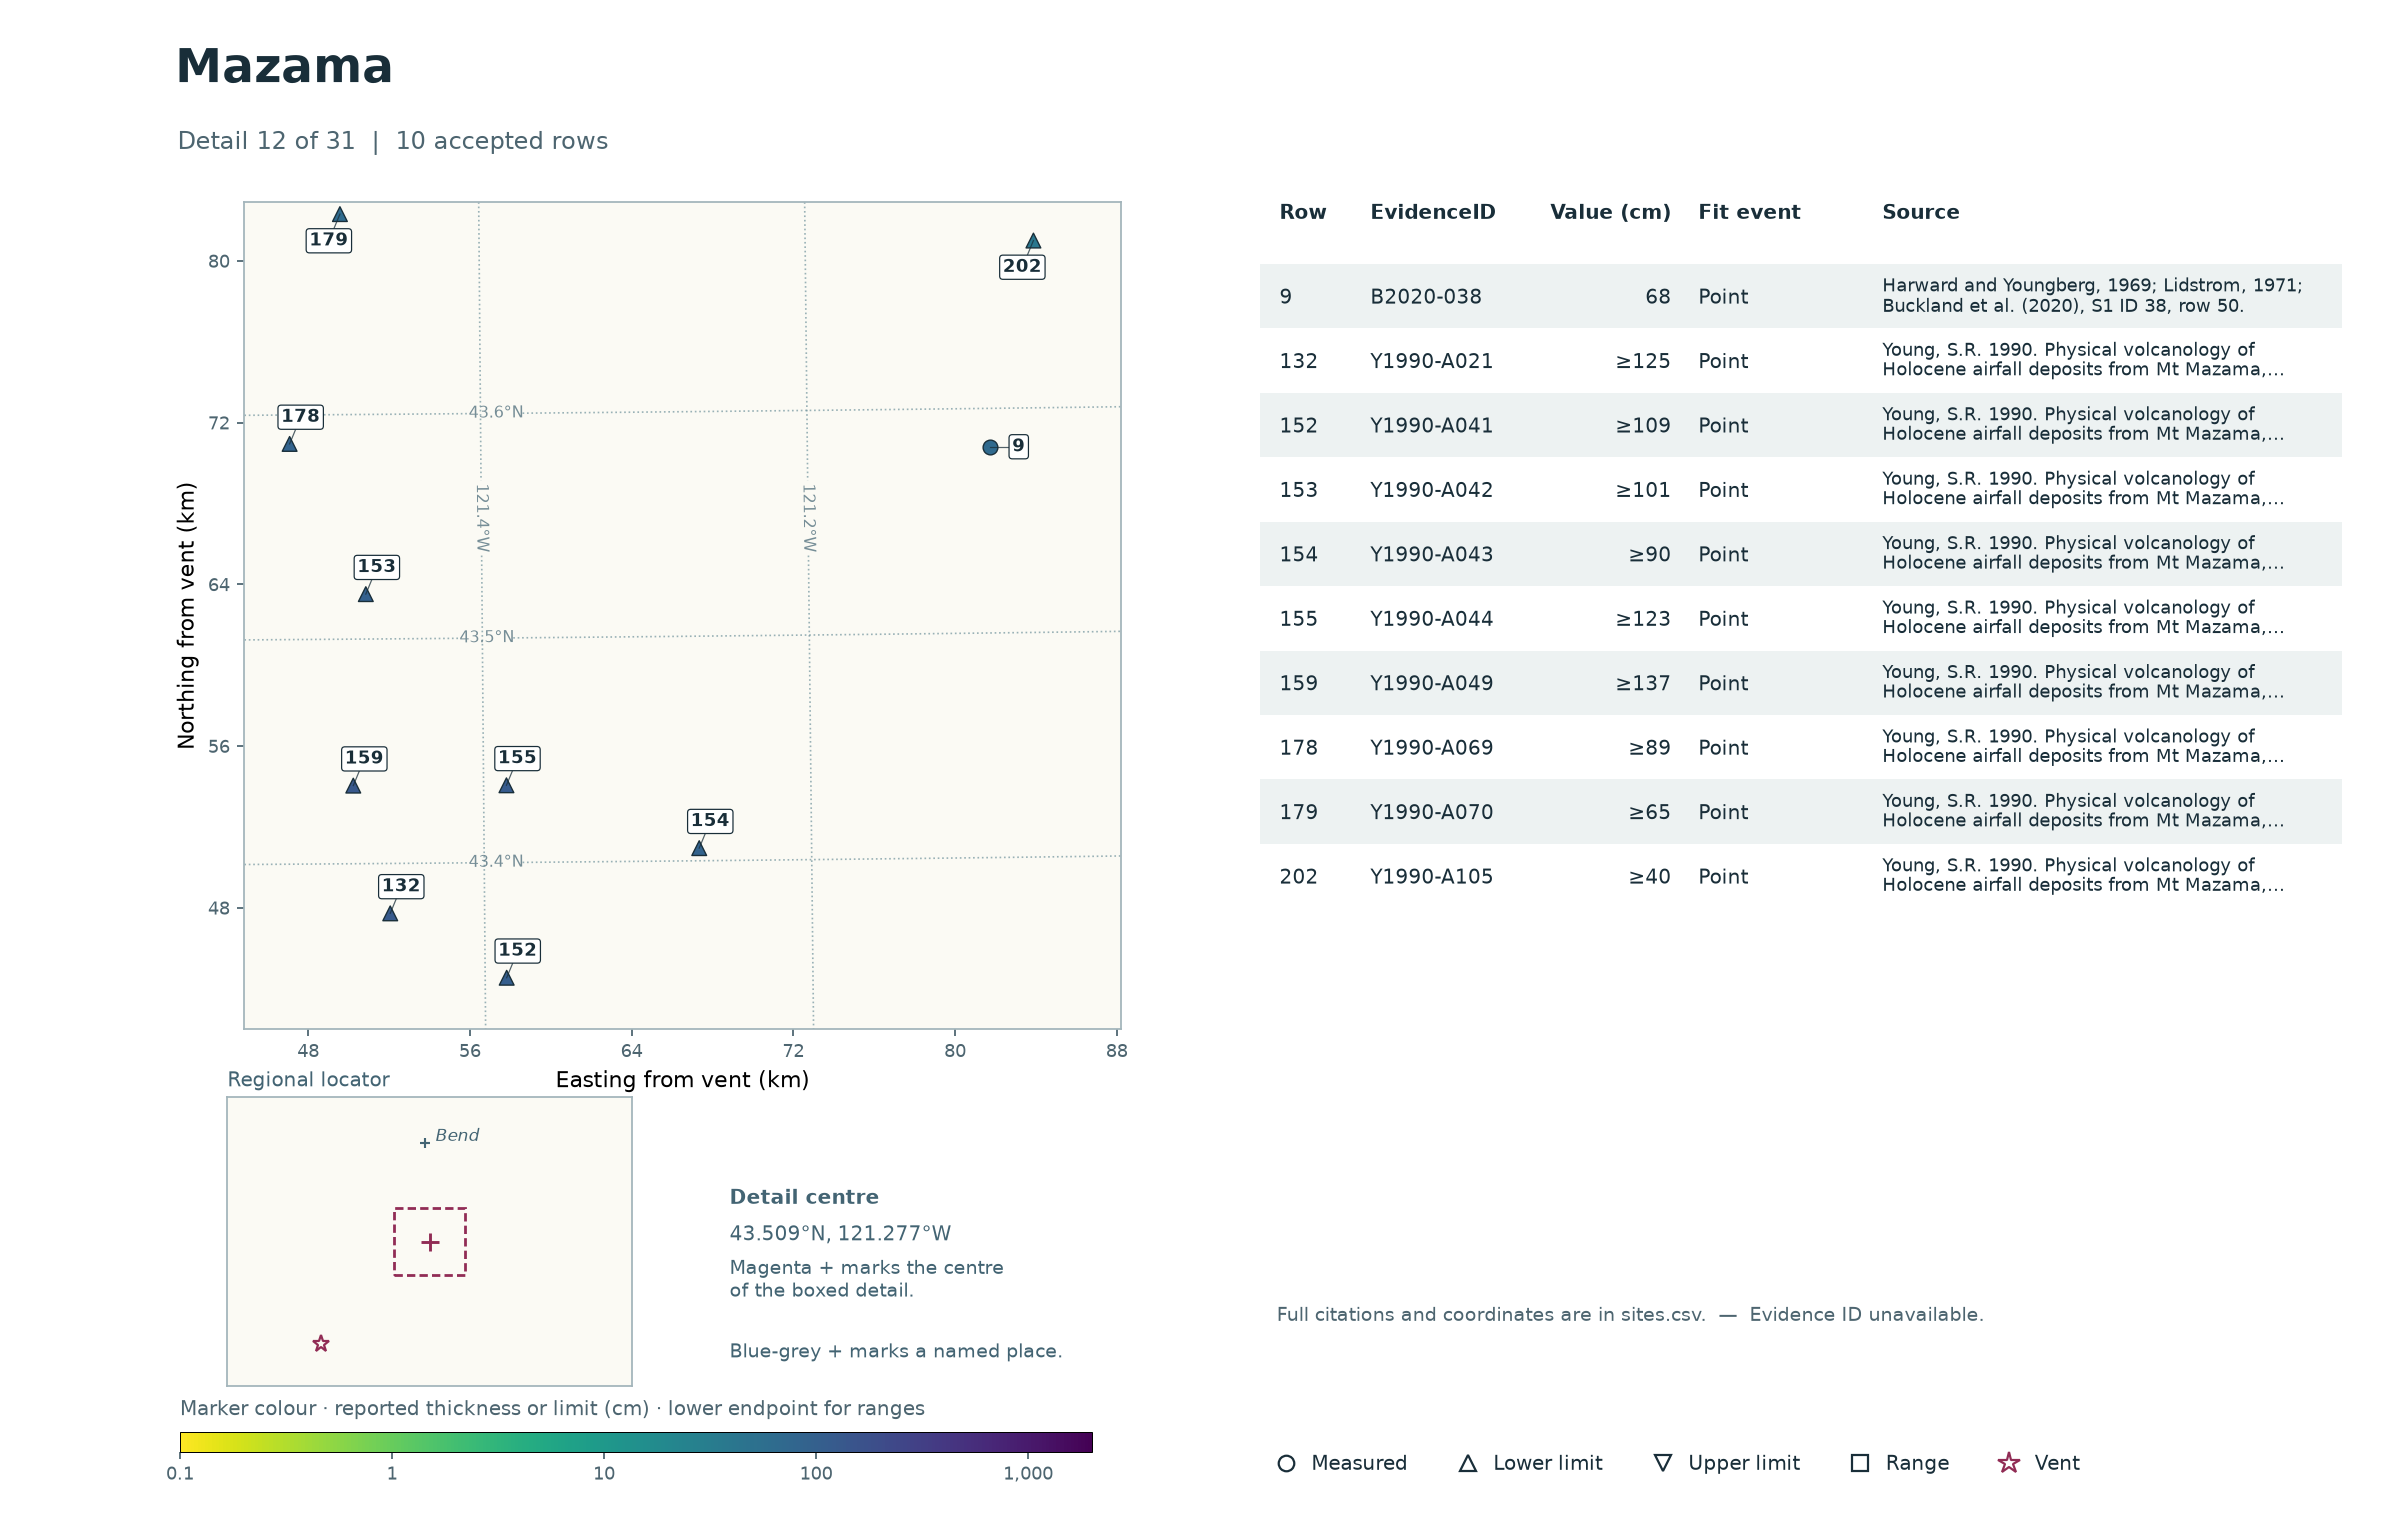 Mazama
Detail 12 of 31 | 10 accepted rows
179
202
80
43.6°N
178
72
9
121.4°W
121.2°W
153
64
43.5°N
Northing from vent (km)
159
155
56
154
43.4°N
132
48
152
48 56 64 72 80 88
Easting from vent (km)
Regional locator
Bend
Detail centre
43.509°N, 121.277°W
Magenta + marks the centre
of the boxed detail.
Blue-grey + marks a named place.
Marker colour · reported thickness or limit (cm) · lower endpoint for ranges
0.1 1 10 100 1,000
Row EvidenceID Value (cm) Fit event Source
9 B2020-038 68 Point Harward and Youngberg, 1969; Lidstrom, 1971;
Buckland et al. (2020), S1 ID 38, row 50.
132 Y1990-A021 ≥125 Point Young, S.R. 1990. Physical volcanology of
Holocene airfall deposits from Mt Mazama,…
152 Y1990-A041 ≥109 Point Young, S.R. 1990. Physical volcanology of
Holocene airfall deposits from Mt Mazama,…
153 Y1990-A042 ≥101 Point Young, S.R. 1990. Physical volcanology of
Holocene airfall deposits from Mt Mazama,…
154 Y1990-A043 ≥90 Point Young, S.R. 1990. Physical volcanology of
Holocene airfall deposits from Mt Mazama,…
155 Y1990-A044 ≥123 Point Young, S.R. 1990. Physical volcanology of
Holocene airfall deposits from Mt Mazama,…
159 Y1990-A049 ≥137 Point Young, S.R. 1990. Physical volcanology of
Holocene airfall deposits from Mt Mazama,…
178 Y1990-A069 ≥89 Point Young, S.R. 1990. Physical volcanology of
Holocene airfall deposits from Mt Mazama,…
179 Y1990-A070 ≥65 Point Young, S.R. 1990. Physical volcanology of
Holocene airfall deposits from Mt Mazama,…
202 Y1990-A105 ≥40 Point Young, S.R. 1990. Physical volcanology of
Holocene airfall deposits from Mt Mazama,…
Full citations and coordinates are in sites.csv. — Evidence ID unavailable.
Measured Lower limit Upper limit Range Vent